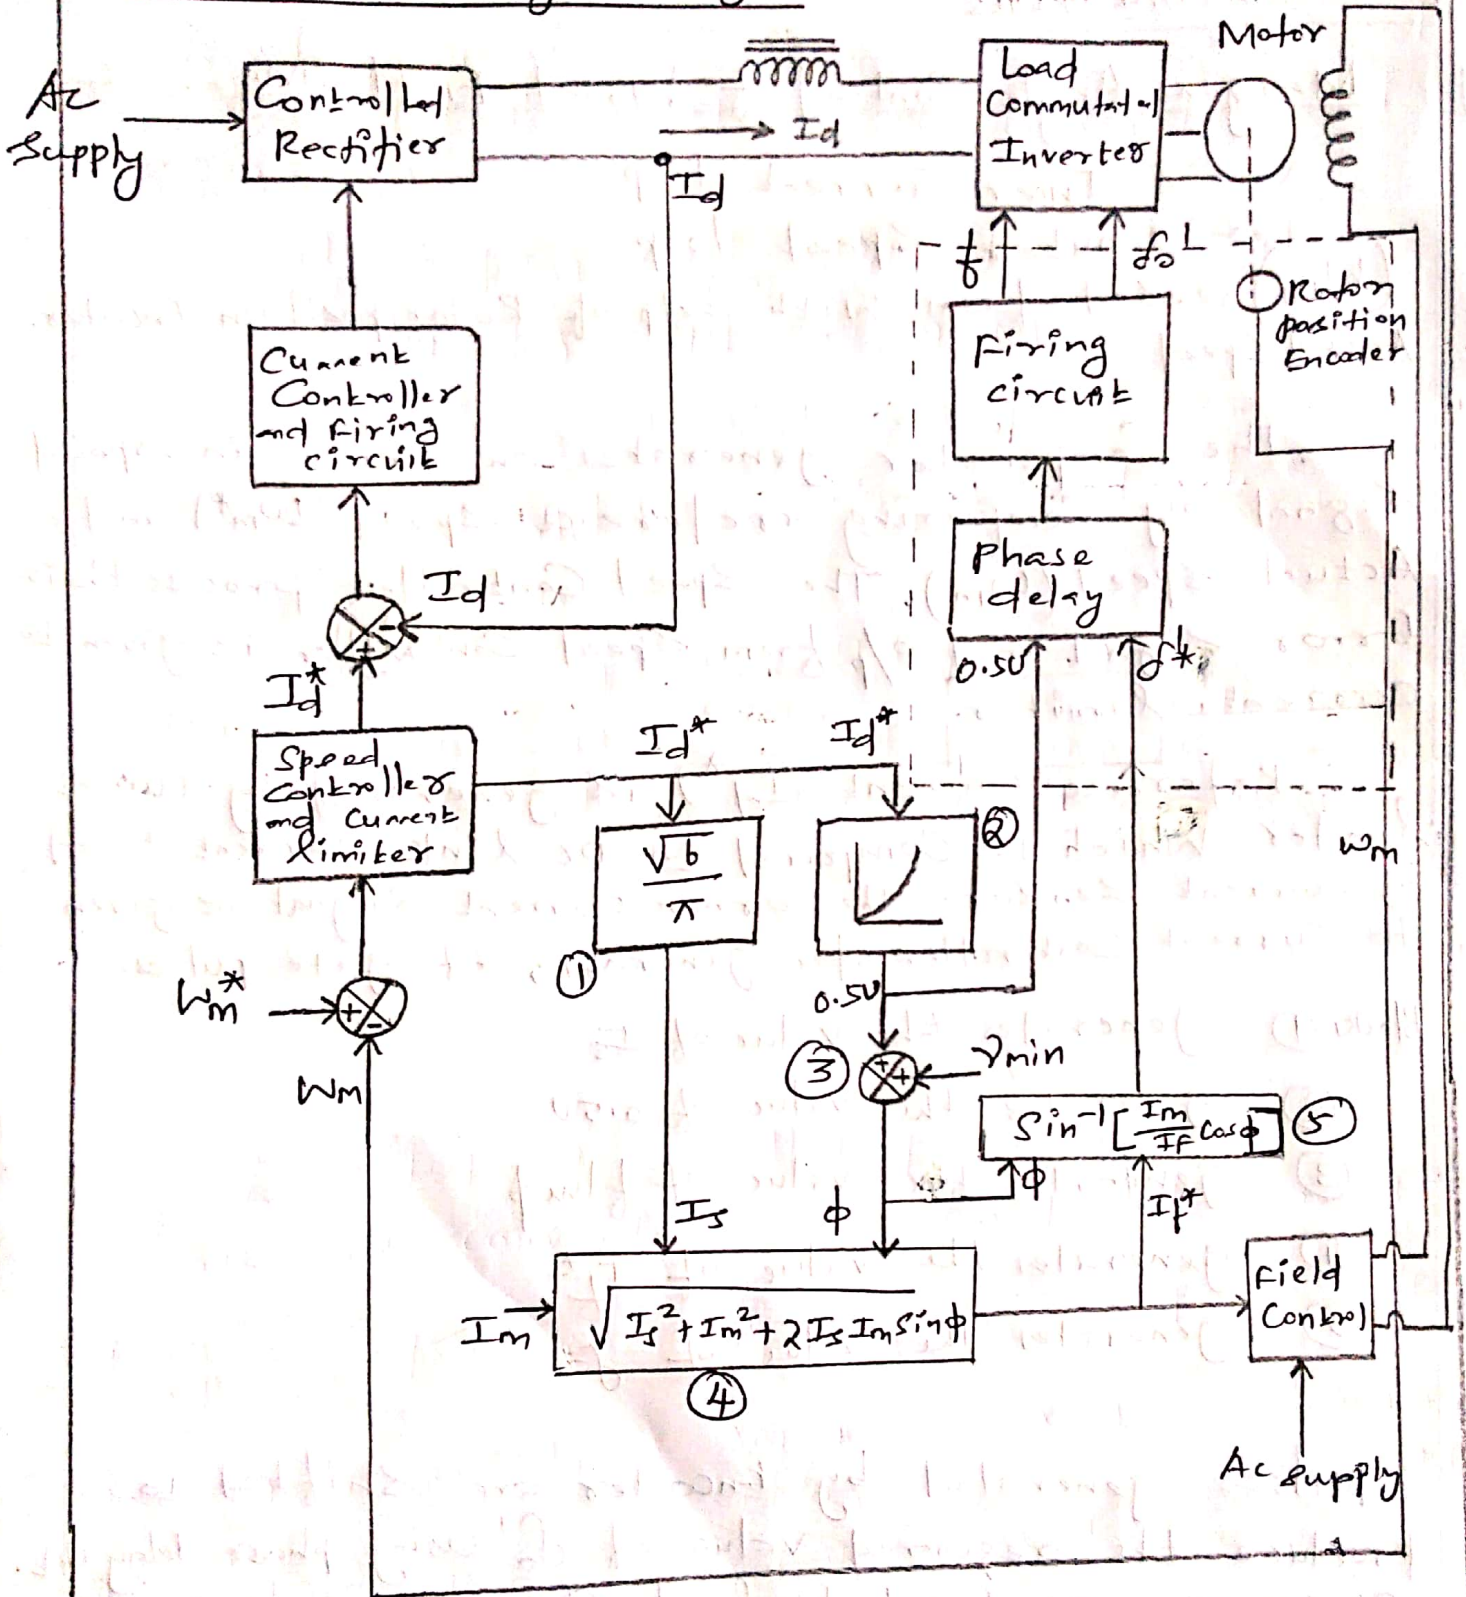 Motor
Ac
Supply
Controlled
Rectifier
Id
Load
Commutated
Inverter
Id
f
Rotor
position
Encoder
Current
Controller
and firing
circuit
Firing
circuit
Phase
delay
Id
0.5U
δ'*
Id*
Id*
Id*
Speed
controller
and current
limiter
√6
π
②
ωm
①
ωm*
0.5U
③
γmin
ωm
Sin⁻¹ [Im/If Cosϕ]
⑤
Is
ϕ
ϕ
If*
Im
√Is²+Im²+2IsImSinϕ
Field
Control
④
Ac Supply